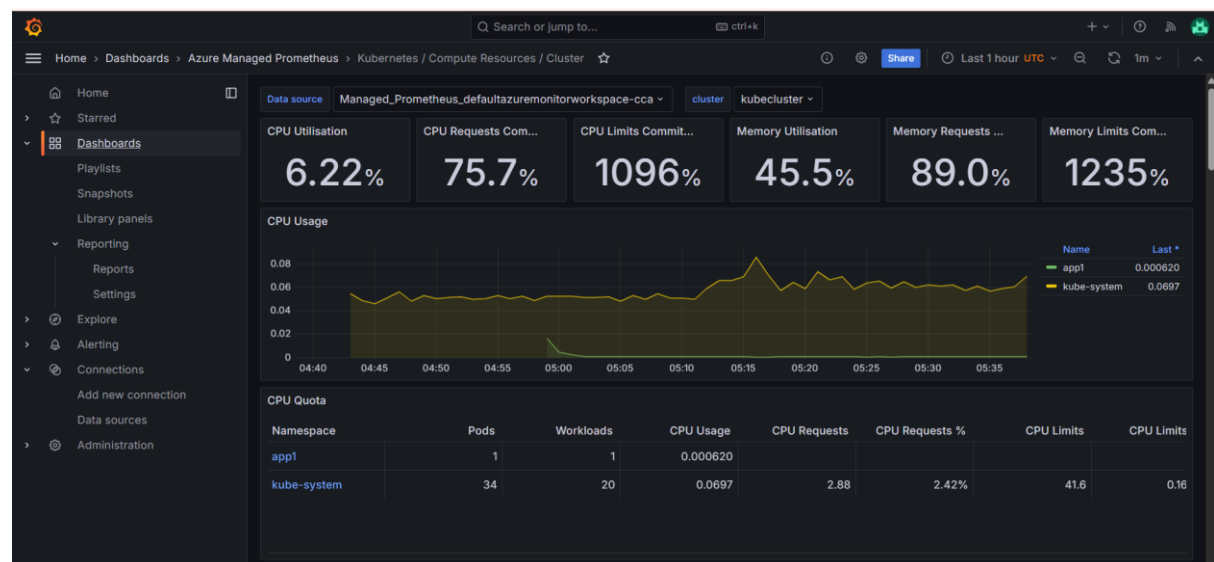 Search or jump to... ctrl+k
Home › Dashboards › Azure Managed Prometheus › Kubernetes / Compute Resources / Cluster Share Last 1 hour UTC 1m
Home
Starred
Dashboards
Playlists
Snapshots
Library panels
Reporting
Reports
Settings
Explore
Alerting
Connections
Add new connection
Data sources
Administration
Data source Managed_Prometheus_defaultazuremonitorworkspace-cca cluster kubecluster
CPU Utilisation CPU Requests Com... CPU Limits Commit... Memory Utilisation Memory Requests ... Memory Limits Com...
6.22% 75.7% 1096% 45.5% 89.0% 1235%
CPU Usage
Name Last *
app1 0.000620
kube-system 0.0697
0.08
0.06
0.04
0.02
0
04:40 04:45 04:50 04:55 05:00 05:05 05:10 05:15 05:20 05:25 05:30 05:35
CPU Quota
Namespace Pods Workloads CPU Usage CPU Requests CPU Requests % CPU Limits CPU Limits
app1 1 1 0.000620
kube-system 34 20 0.0697 2.88 2.42% 41.6 0.16